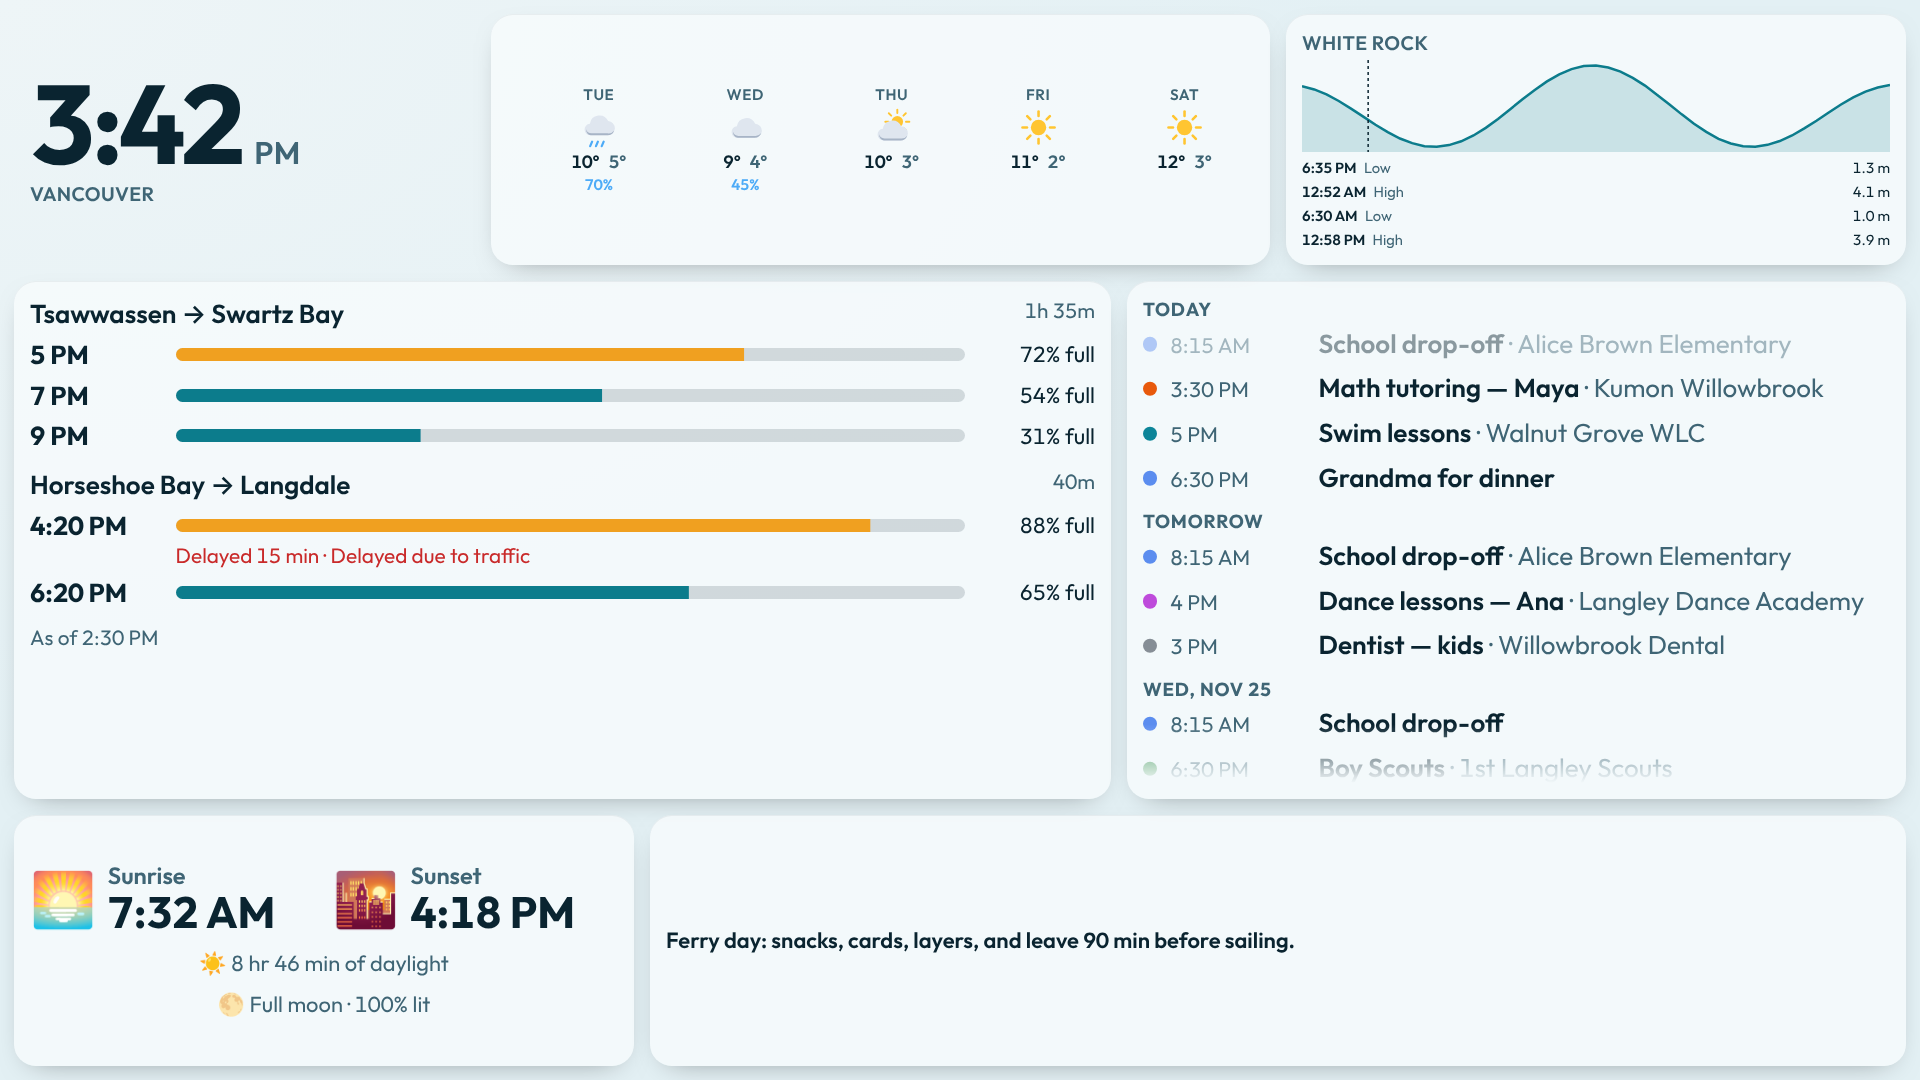 3:42 PM
VANCOUVER
TUE WED THU FRI SAT
10° 5° 9° 4° 10° 3° 11° 2° 12° 3°
70% 45%
WHITE ROCK
6:35 PM Low 1.3 m
12:52 AM High 4.1 m
6:30 AM Low 1.0 m
12:58 PM High 3.9 m
Tsawwassen → Swartz Bay 1h 35m
5 PM 72% full
7 PM 54% full
9 PM 31% full
Horseshoe Bay → Langdale 40m
4:20 PM 88% full
Delayed 15 min · Delayed due to traffic
6:20 PM 65% full
As of 2:30 PM
TODAY
8:15 AM School drop-off · Alice Brown Elementary
3:30 PM Math tutoring — Maya · Kumon Willowbrook
5 PM Swim lessons · Walnut Grove WLC
6:30 PM Grandma for dinner
TOMORROW
8:15 AM School drop-off · Alice Brown Elementary
4 PM Dance lessons — Ana · Langley Dance Academy
3 PM Dentist — kids · Willowbrook Dental
WED, NOV 25
8:15 AM School drop-off
6:30 PM Boy Scouts · 1st Langley Scouts
Sunrise Sunset
7:32 AM 4:18 PM
8 hr 46 min of daylight
Full moon · 100% lit
Ferry day: snacks, cards, layers, and leave 90 min before sailing.